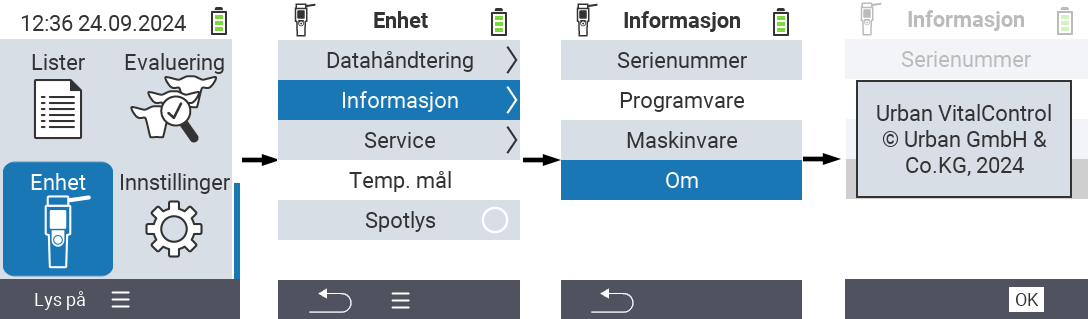 12:36 24.09.2024
Lister
Evaluering
Enhet
Innstillinger
Lys på
Enhet
Datahåndtering
Informasjon
Service
Temp. mål
Spotlys
Informasjon
Serienummer
Programvare
Maskinvare
Om
Informasjon
Serienummer
Urban VitalControl
© Urban GmbH &
Co.KG, 2024
OK